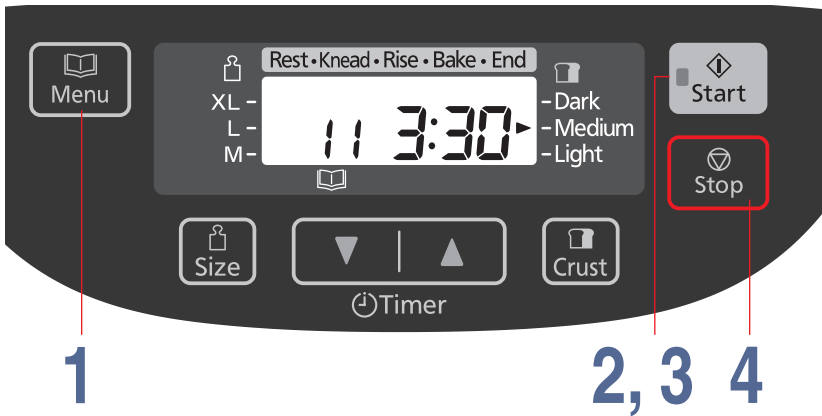 Rest • Knead • Rise • Bake • End
Menu
XL –
L –
M –
11 3:30
– Dark
– Medium
– Light
Start
Stop
Size
Crust
Timer
1
2, 3
4